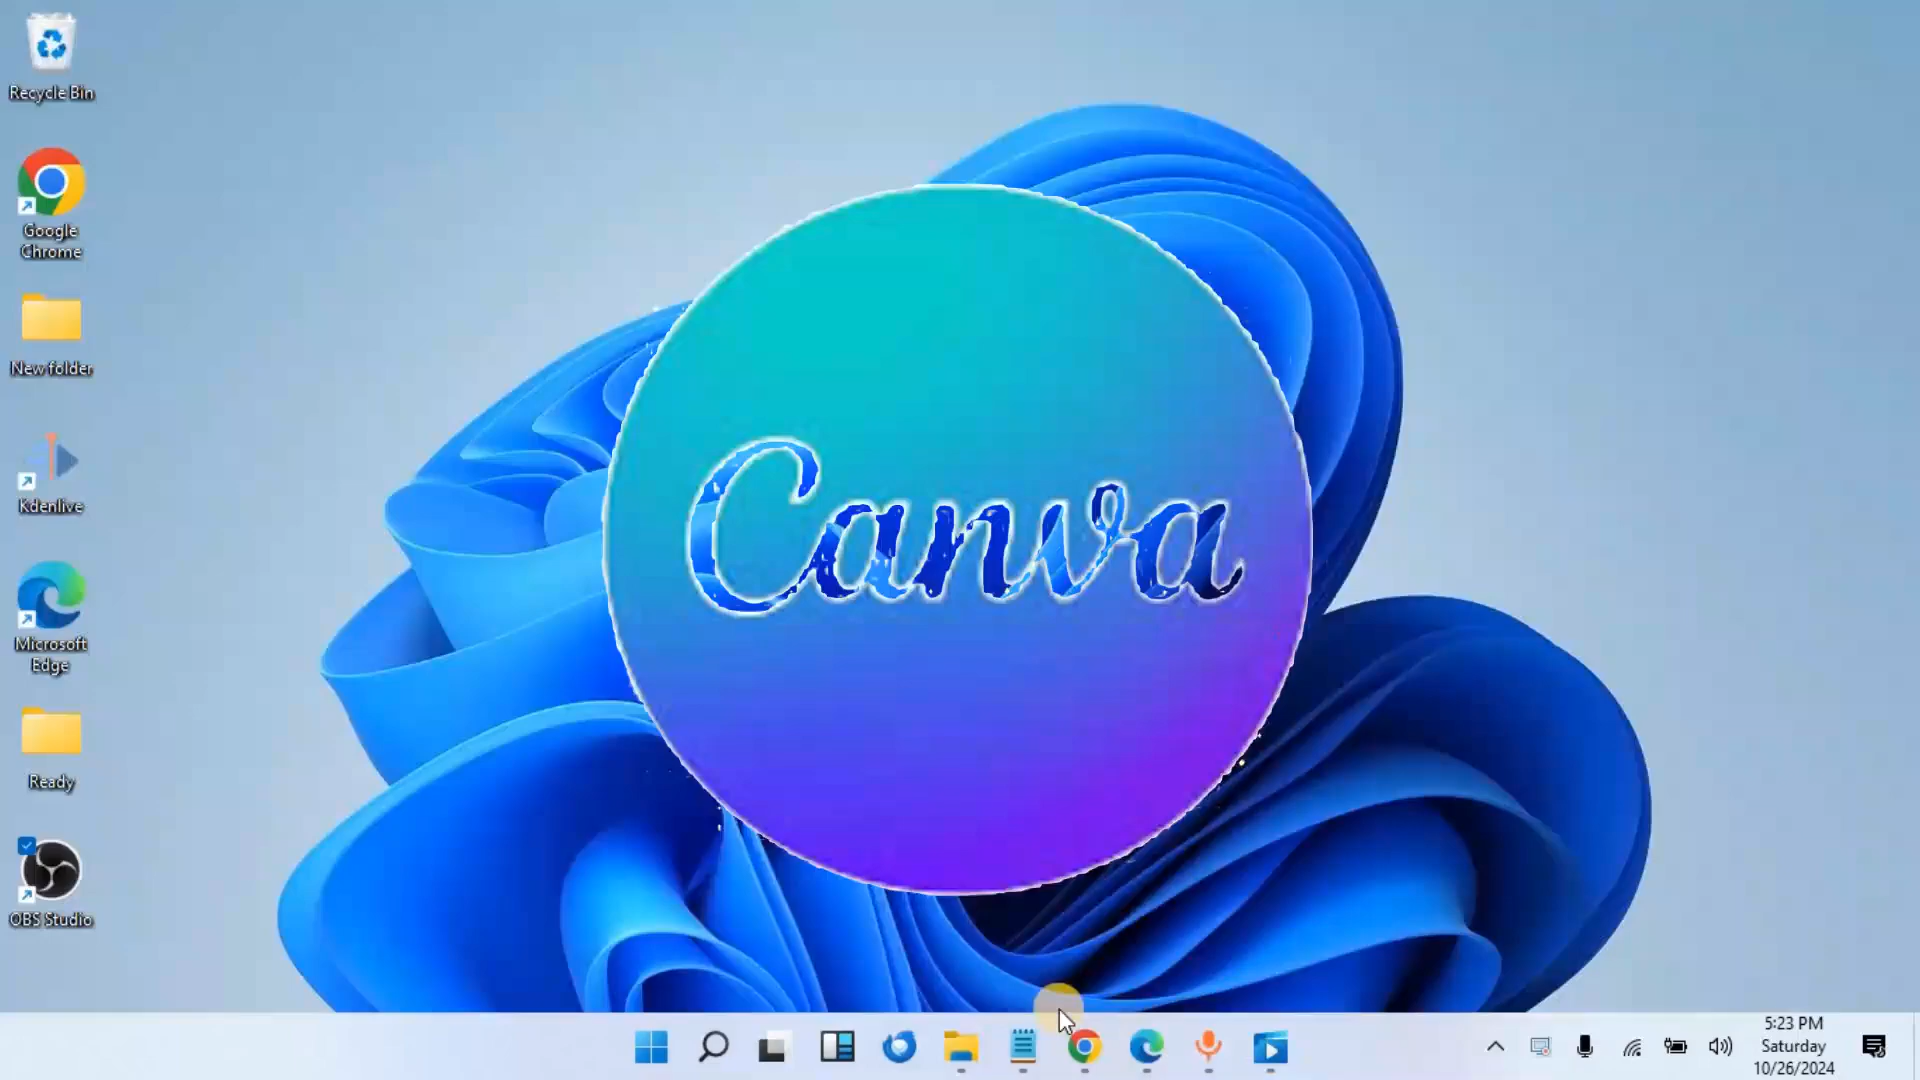 Recycle Bin
Google
Chrome
New folder
Kdenlive
Microsoft
Edge
Ready
OBS Studio
Canva
5:23 PM
Saturday
10/26/2024